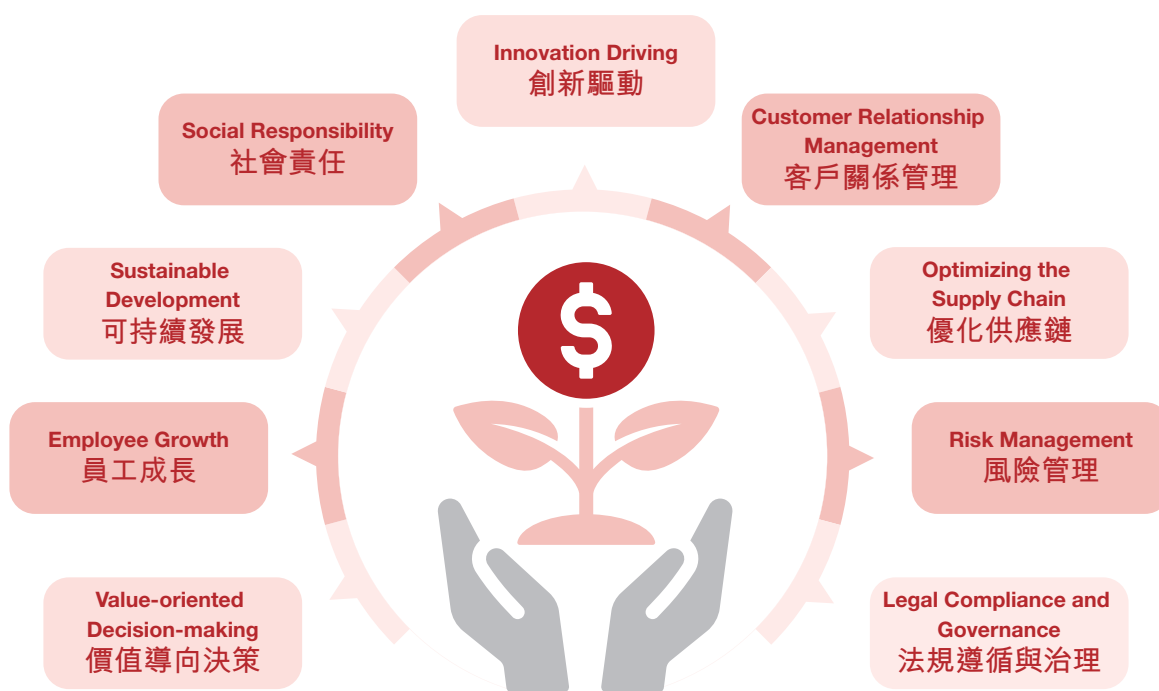 Innovation Driving
創新驅動
Social Responsibility
社會責任
Customer Relationship
Management
客戶關係管理
Sustainable
Development
可持續發展
Optimizing the
Supply Chain
優化供應鏈
Employee Growth
員工成長
Risk Management
風險管理
Value-oriented
Decision-making
價值導向決策
Legal Compliance and
Governance
法規遵循與治理
$